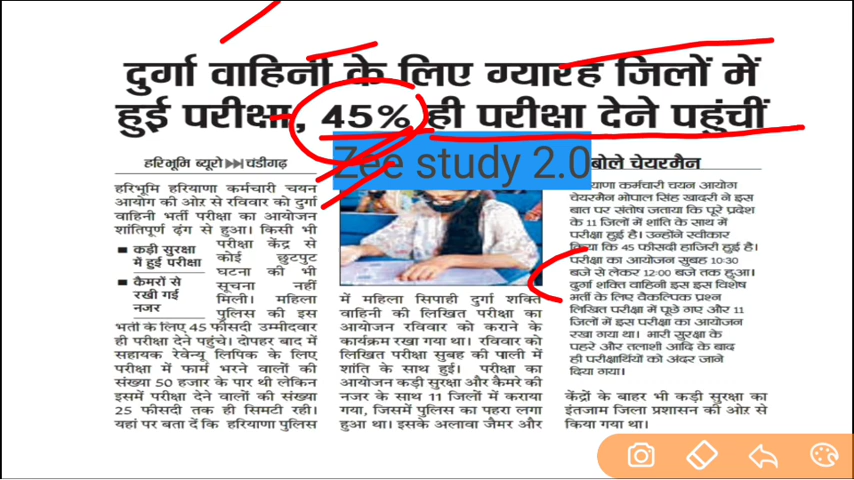 दुर्गा वाहिनी के लिए ग्यारह जिलों में
हुई परीक्षा, 45% ही परीक्षा देने पहुंचीं
Zee study 2.0
हरिभूमि ब्यूरो ▶▶| चंडीगढ़
हरिभूमि हरियाणा कर्मचारी चयन
आयोग की ओर से रविवार को दुर्गा
वाहिनी भर्ती परीक्षा का आयोजन
शांतिपूर्ण ढ़ंग से हुआ। किसी भी
परीक्षा केंद्र से
कोई छुटपुट
घटना की भी
सूचना नहीं
मिली। महिला
पुलिस की इस
■ कड़ी सुरक्षा
में हुई परीक्षा
■ कैमरों से
रखी गई
नजर
भर्ती के लिए 45 फीसदी उम्मीदवार
ही परीक्षा देने पहुंचे। दोपहर बाद में
सहायक रेवेन्यू लिपिक के लिए
परीक्षा में फार्म भरने वालों की
संख्या 50 हजार के पार थी लेकिन
इसमें परीक्षा देने वालों की संख्या
25 फीसदी तक ही सिमटी रही।
यहां पर बता दें कि हरियाणा पुलिस
में महिला सिपाही दुर्गा शक्ति
वाहिनी की लिखित परीक्षा का
आयोजन रविवार को कराने के
कार्यक्रम रखा गया था। रविवार को
लिखित परीक्षा सुबह की पाली में
शांति के साथ हुई। परीक्षा का
आयोजन कड़ी सुरक्षा और कैमरे की
नजर के साथ 11 जिलों में कराया
गया, जिसमें पुलिस का पहरा लगा
हुआ था। इसके अलावा जैमर और
बोले चेयरमैन
कर्मचारी चयन आयोग
चेयरमैन भोपाल सिंह खादरी ने इस
बात पर संतोष जताया कि पूरे प्रदेश
के 11 जिलों में शांति के साथ में
परीक्षा हुई है। उन्होंने स्वीकार
किया कि 45 फीसदी हाजिरी हुई है।
परीक्षा का आयोजन सुबह 10:30
बजे से लेकर 12:00 बजे तक हुआ।
दुर्गा शक्ति वाहिनी इस इस विशेष
भर्ती के लिए वैकल्पिक प्रश्न
लिखित परीक्षा में पूछे गए और 11
जिलों में इस परीक्षा का आयोजन
रखा गया था। भारी सुरक्षा के
पहरे और तलाशी आदि के बाद
ही परीक्षार्थियों को अंदर जाने
दिया गया।
केंद्रों के बाहर भी कड़ी सुरक्षा का
इंतजाम जिला प्रशासन की ओर से
किया गया था।